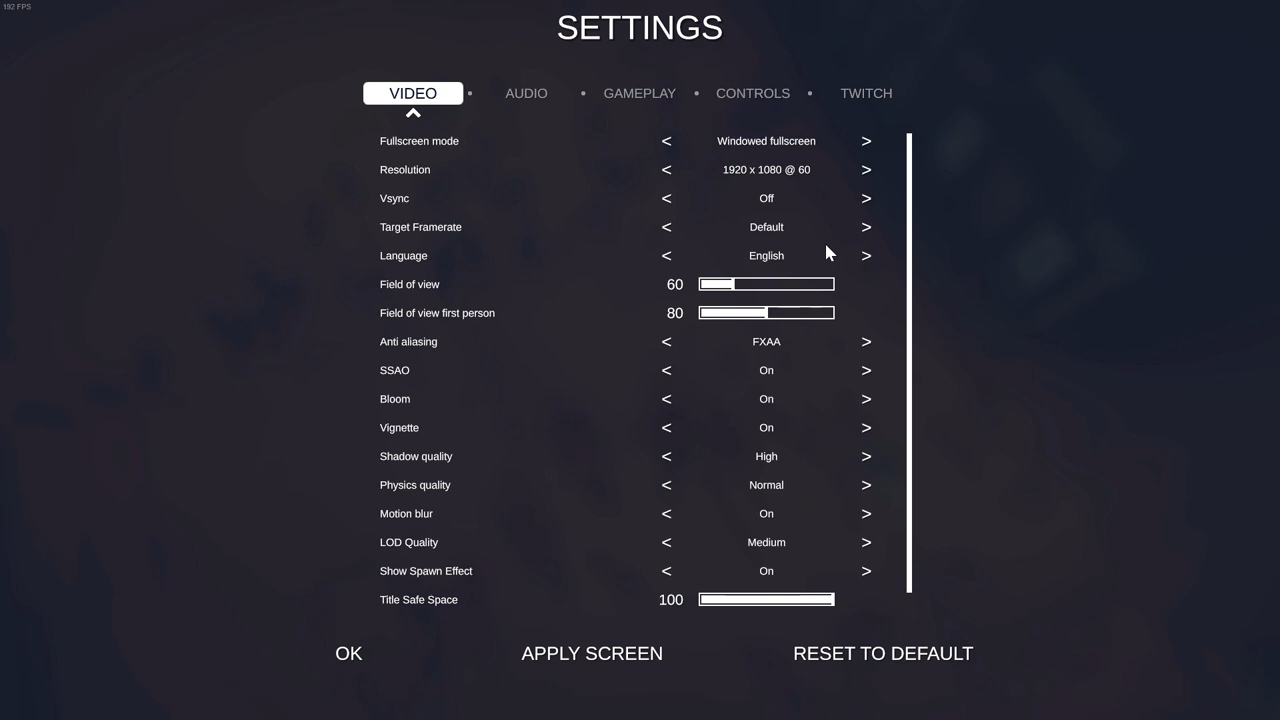 192 FPS
SETTINGS
VIDEO • AUDIO • GAMEPLAY • CONTROLS • TWITCH
Fullscreen mode < Windowed fullscreen >
Resolution < 1920 x 1080 @ 60 >
Vsync < Off >
Target Framerate < Default >
Language < English >
Field of view 60
Field of view first person 80
Anti aliasing < FXAA >
SSAO < On >
Bloom < On >
Vignette < On >
Shadow quality < High >
Physics quality < Normal >
Motion blur < On >
LOD Quality < Medium >
Show Spawn Effect < On >
Title Safe Space 100
OK APPLY SCREEN RESET TO DEFAULT